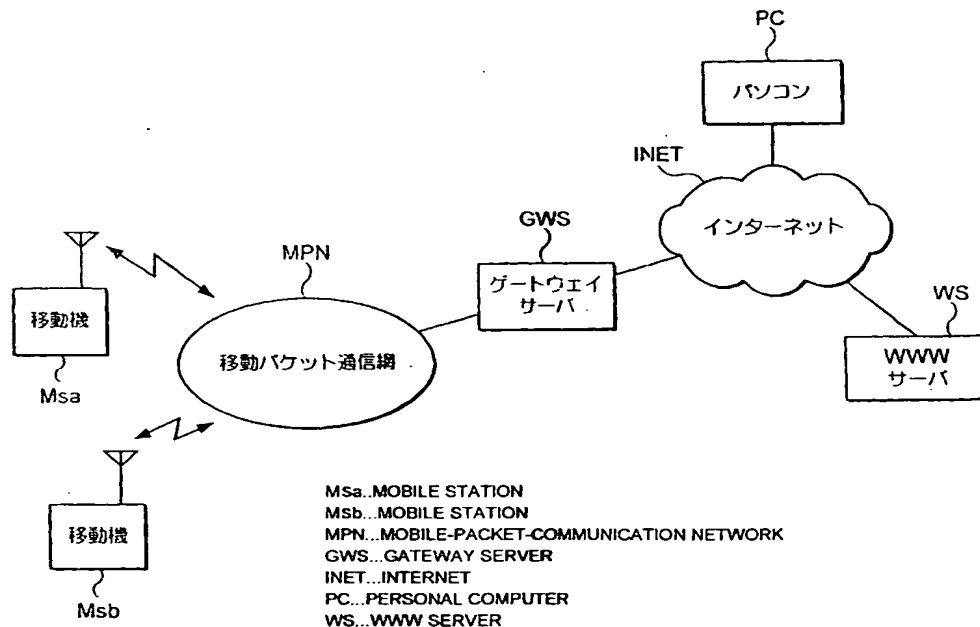 PC
パソコン
INET
インターネット
GWS
ゲートウェイ
サーバ
MPN
WS
WWW
サーバ
移動機
移動パケット通信網
Msa
移動機
Msb
Msa..MOBILE STATION
Msb...MOBILE STATION
MPN...MOBILE-PACKET-COMMUNICATION NETWORK
GWS...GATEWAY SERVER
INET...INTERNET
PC...PERSONAL COMPUTER
WS...WWW SERVER